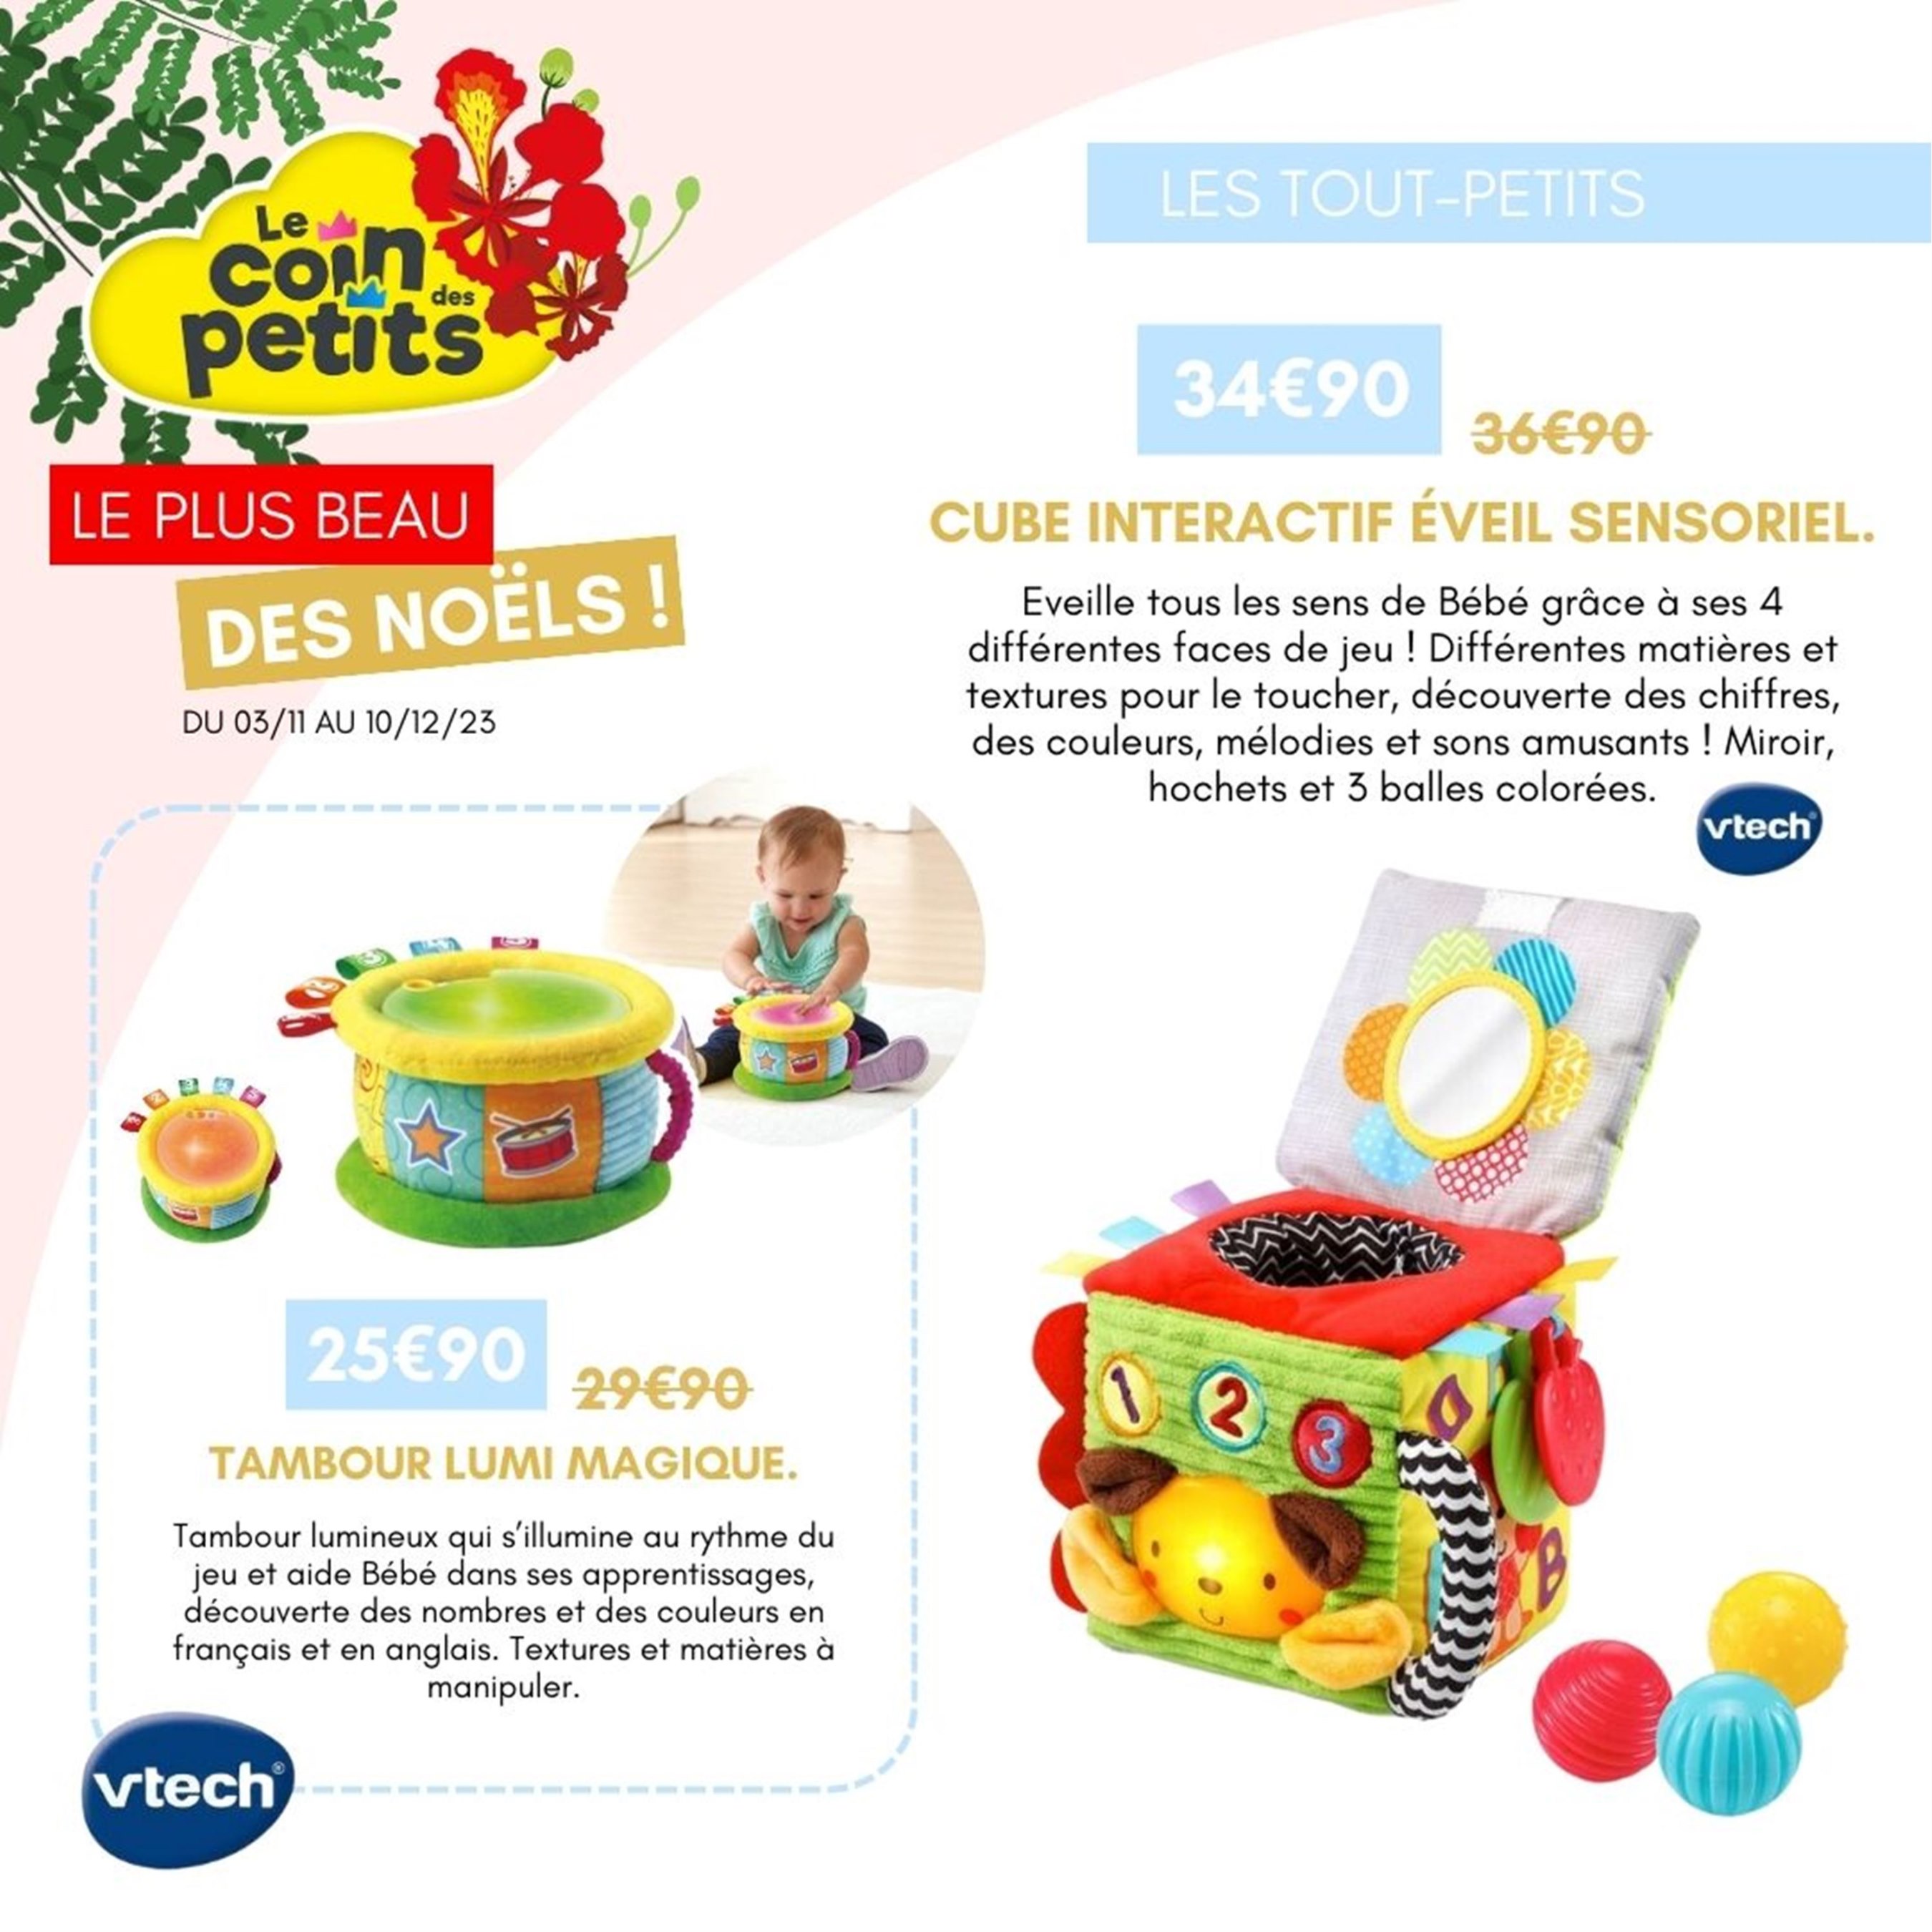 Le
coin
des
petits
LE PLUS BEAU
DES NOËLS !
DU 03/11 AU 10/12/23
LES TOUT-PETITS
34€90
36€90
CUBE INTERACTIF ÉVEIL SENSORIEL.
Eveille tous les sens de Bébé grâce à ses 4
différentes faces de jeu ! Différentes matières et
textures pour le toucher, découverte des chiffres,
des couleurs, mélodies et sons amusants ! Miroir,
hochets et 3 balles colorées.
vtech
1 2 3
B
25€90
29€90
TAMBOUR LUMI MAGIQUE.
Tambour lumineux qui s'illumine au rythme du
jeu et aide Bébé dans ses apprentissages,
découverte des nombres et des couleurs en
français et en anglais. Textures et matières à
manipuler.
vtech®